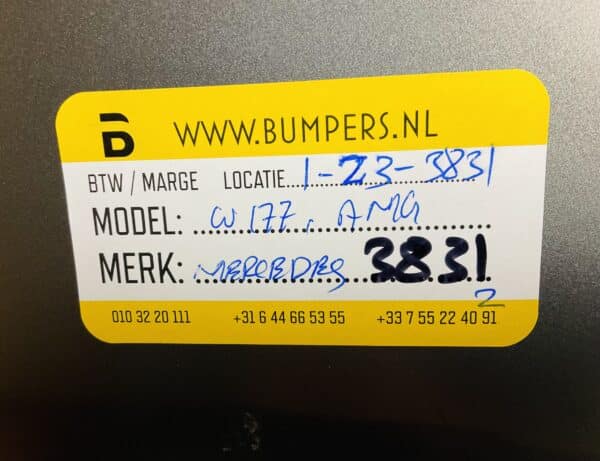 B WWW.BUMPERS.NL
BTW / MARGE LOCATIE 1-23-3831
MODEL: W177, AMG
MERK: MERCEDES 3831
2
010 32 20 111 +31 6 44 66 53 55 +33 7 55 22 40 91